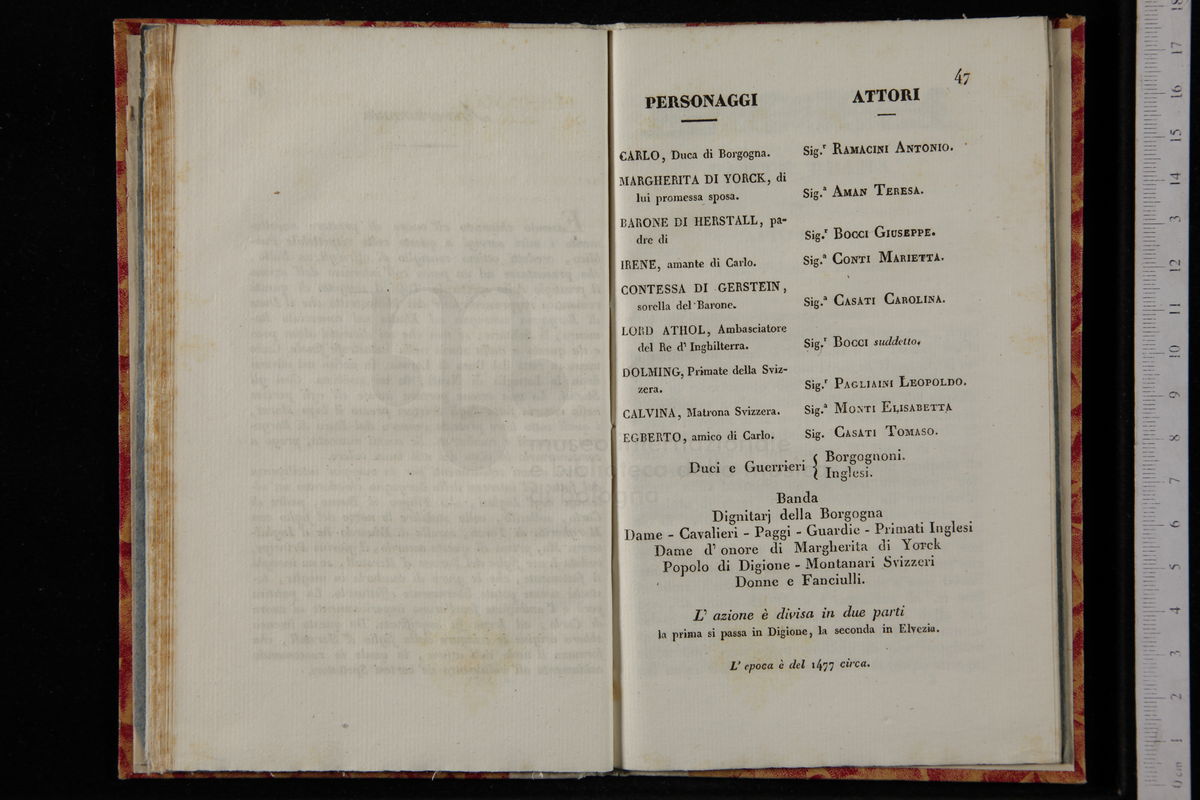 47
PERSONAGGI
ATTORI
CARLO, Duca di Borgogna. Sig.r RAMACINI ANTONIO.
MARGHERITA DI YORCK, di
lui promessa sposa. Sig.a AMAN TERESA.
BARONE DI HERSTALL, pa-
dre di Sig.r BOCCI GIUSEPPE.
IRENE, amante di Carlo. Sig.a CONTI MARIETTA.
CONTESSA DI GERSTEIN,
sorella del Barone. Sig.a CASATI CAROLINA.
LORD ATHOL, Ambasciatore
del Re d' Inghilterra. Sig.r BOCCI suddetto.
DOLMING, Primate della Sviz-
zera. Sig.r PAGLIAINI LEOPOLDO.
CALVINA, Matrona Svizzera. Sig.a MONTI ELISABETTA
EGBERTO, amico di Carlo. Sig. CASATI TOMASO.
Duci e Guerrieri { Borgognoni.
Inglesi.
Banda
Dignitarj della Borgogna
Dame - Cavalieri - Paggi - Guardie - Primati Inglesi
Dame d' onore di Margherita di Yorck
Popolo di Digione - Montanari Svizzeri
Donne e Fanciulli.
L' azione è divisa in due parti
la prima si passa in Digione, la seconda in Elvezia.
L' epoca è del 1477 circa.
museo internazionale
e biblioteca
di bologna